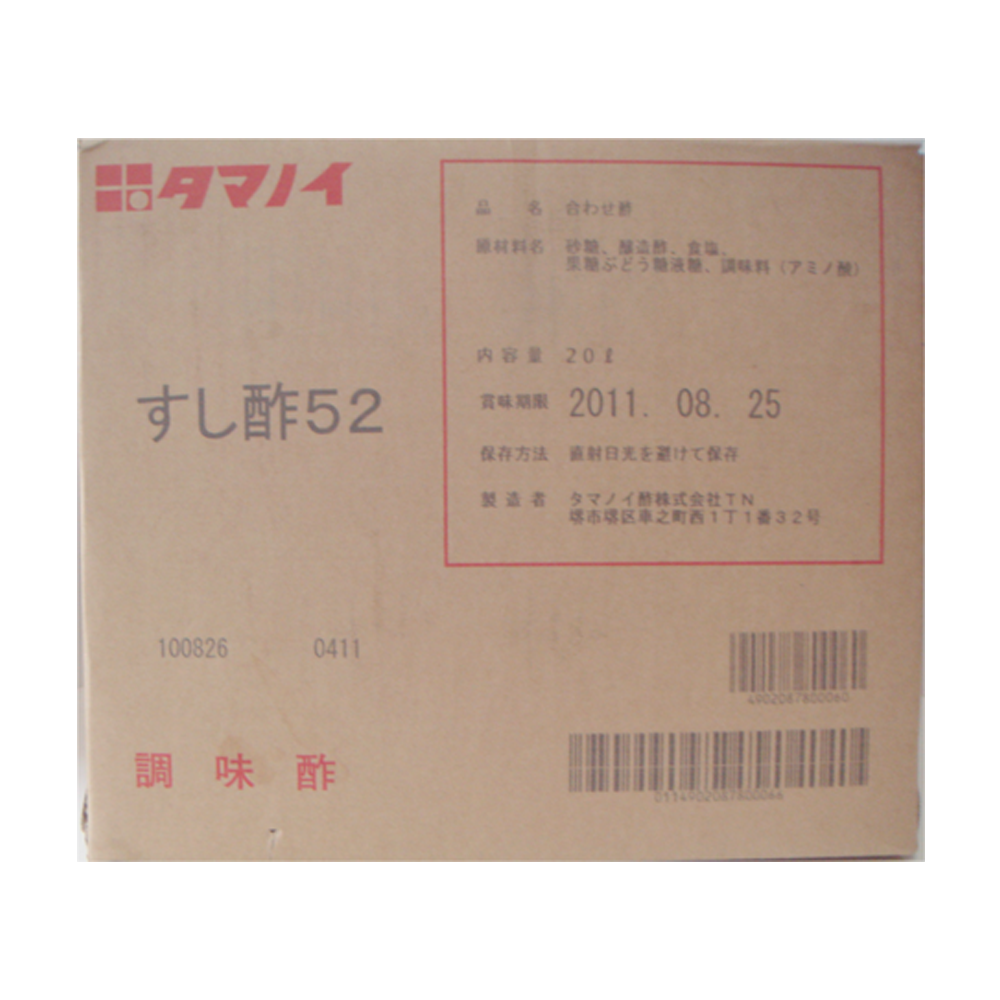 タマノイ
品名 合わせ酢
原材料名 砂糖、醸造酢、食塩、
果糖ぶどう糖液糖、調味料（アミノ酸）
内容量 20ℓ
賞味期限 2011. 08. 25
保存方法 直射日光を避けて保存
製造者 タマノイ酢株式会社TN
堺市堺区車之町西1丁1番32号
すし酢52
100826 0411
4902087800060
調味酢
0114902087800066